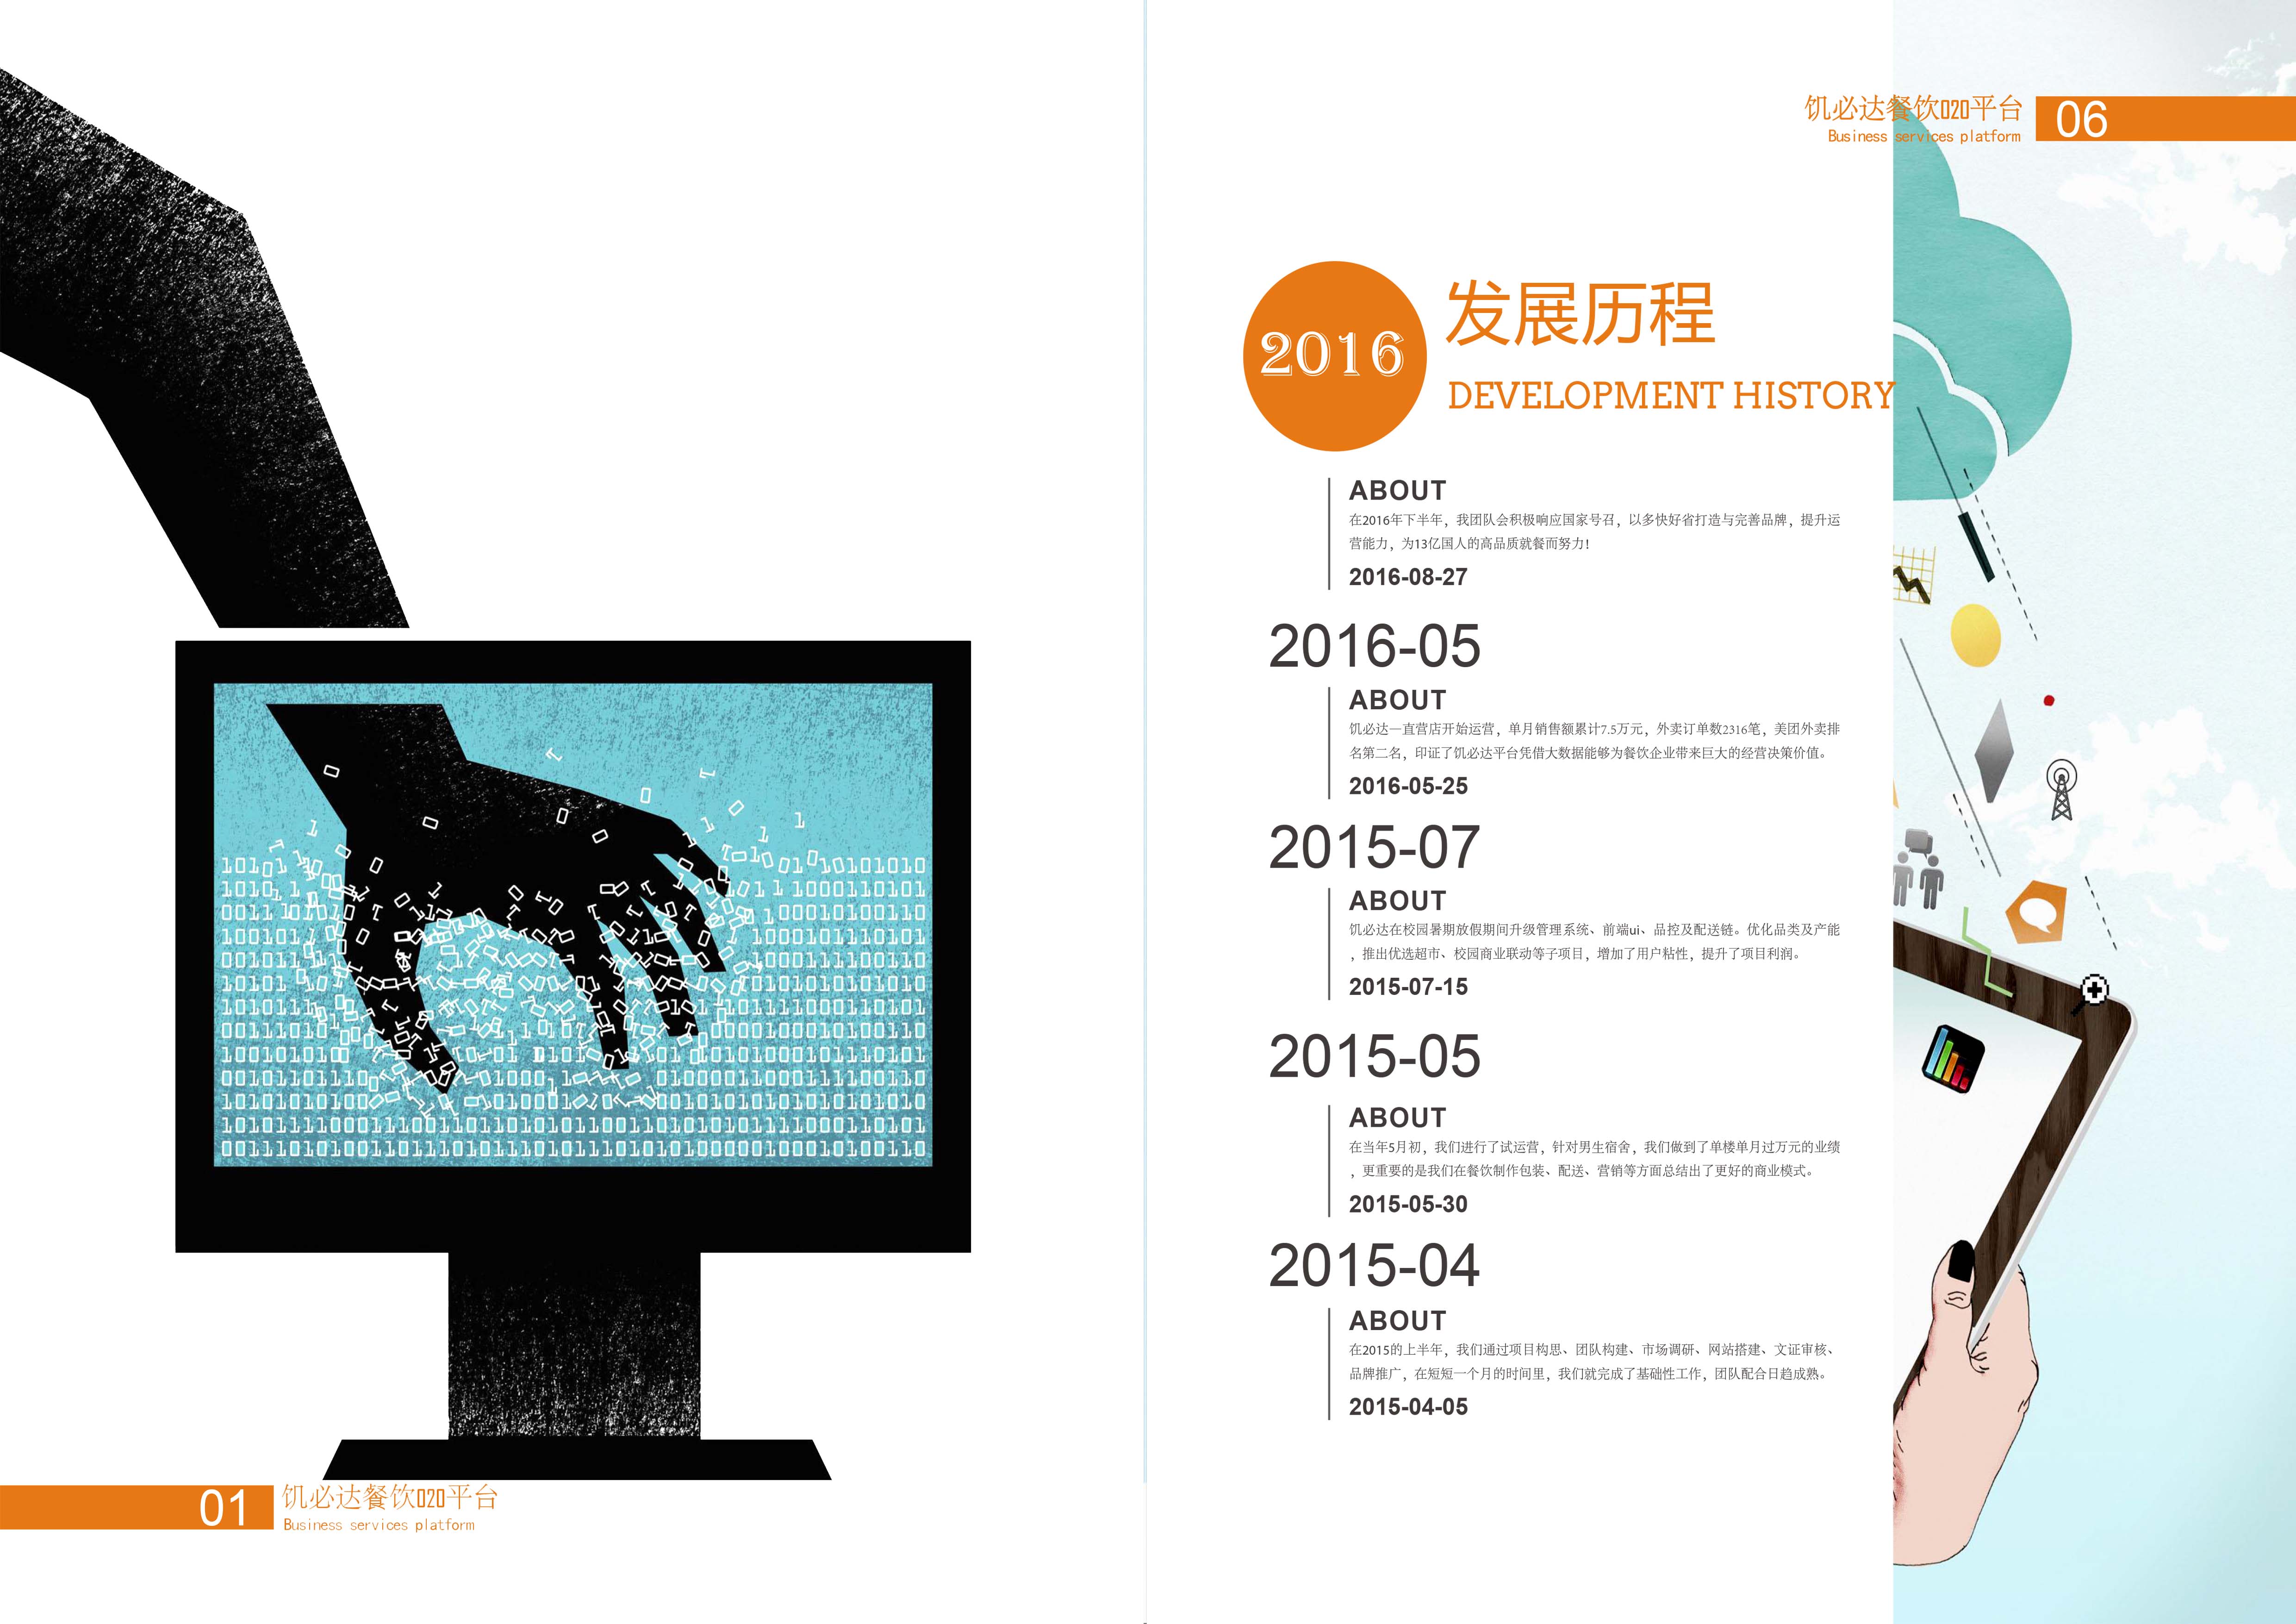 01
饥必达餐饮O2O平台
Business services platform
饥必达餐饮O2O平台
Business services platform
06
2016
发展历程
DEVELOPMENT HISTORY
ABOUT
在2016年下半年，我团队会积极响应国家号召，以多快好省打造与完善品牌，提升运
营能力，为13亿国人的高品质就餐而努力!
2016-08-27
2016-05
ABOUT
饥必达一直营店开始运营，单月销售额累计7.5万元，外卖订单数2316笔，美团外卖排
名第二名，印证了饥必达平台凭借大数据能够为餐饮企业带来巨大的经营决策价值。
2016-05-25
2015-07
ABOUT
饥必达在校园暑期放假期间升级管理系统、前端ui、品控及配送链。优化品类及产能
，推出优选超市、校园商业联动等子项目，增加了用户粘性，提升了项目利润。
2015-07-15
2015-05
ABOUT
在当年5月初，我们进行了试运营，针对男生宿舍，我们做到了单楼单月过万元的业绩
，更重要的是我们在餐饮制作包装、配送、营销等方面总结出了更好的商业模式。
2015-05-30
2015-04
ABOUT
在2015的上半年，我们通过项目构思、团队构建、市场调研、网站搭建、文证审核、
品牌推广，在短短一个月的时间里，我们就完成了基础性工作，团队配合日趋成熟。
2015-04-05